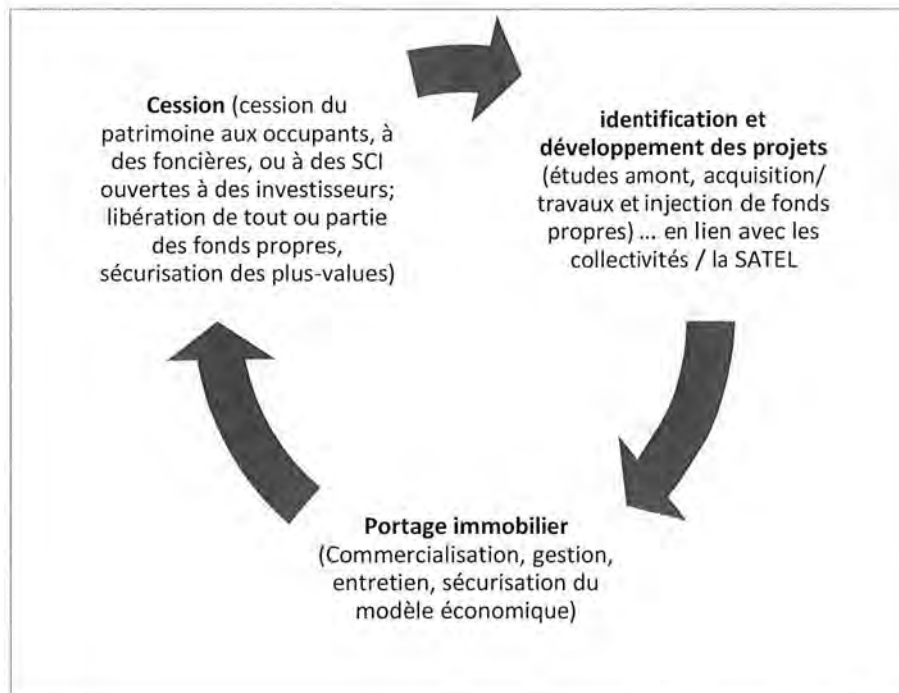 Cession (cession du
patrimoine aux occupants, à
des foncières, ou à des SCI
ouvertes à des investisseurs;
libération de tout ou partie
des fonds propres,
sécurisation des plus-values)
identification et
développement des projets
(études amont, acquisition/
travaux et injection de fonds
propres) ... en lien avec les
collectivités / la SATEL
Portage immobilier
(Commercialisation, gestion,
entretien, sécurisation du
modèle économique)